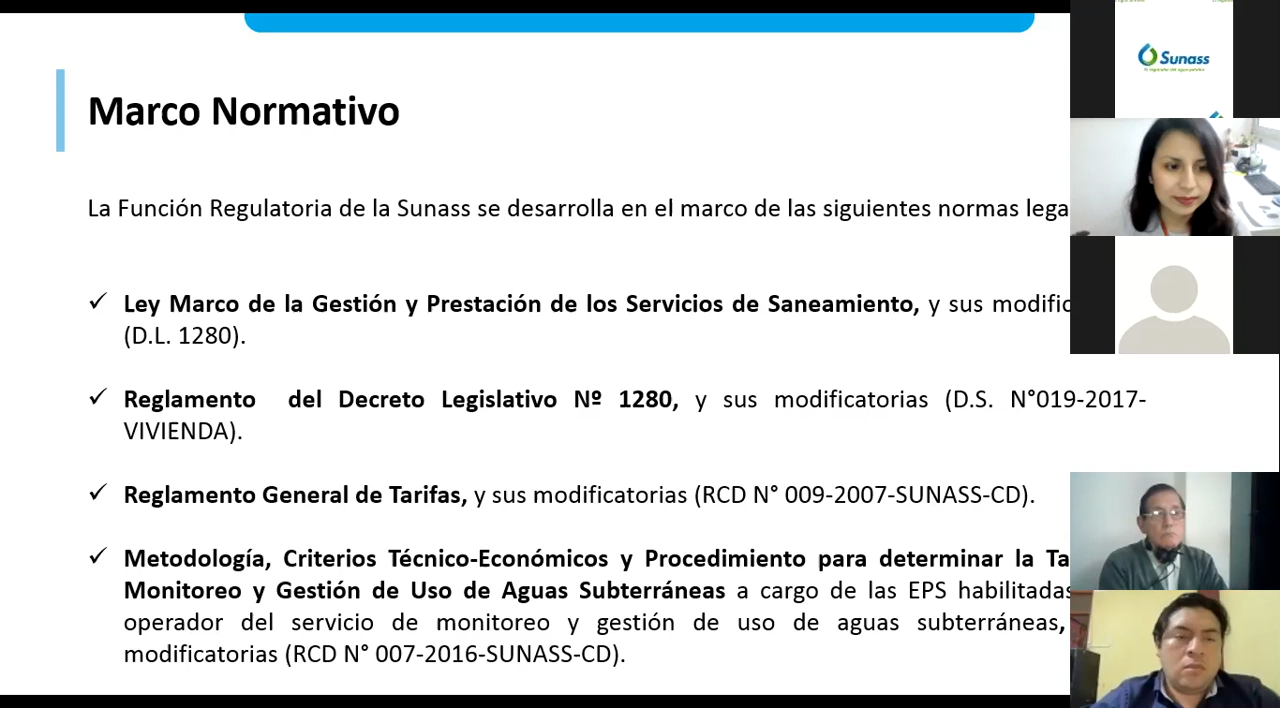 Marco Normativo
La Función Regulatoria de la Sunass se desarrolla en el marco de las siguientes normas lega
✓ Ley Marco de la Gestión y Prestación de los Servicios de Saneamiento, y sus modific
(D.L. 1280).
✓ Reglamento del Decreto Legislativo Nº 1280, y sus modificatorias (D.S. N°019-2017-
VIVIENDA).
✓ Reglamento General de Tarifas, y sus modificatorias (RCD N° 009-2007-SUNASS-CD).
✓ Metodología, Criterios Técnico-Económicos y Procedimiento para determinar la Ta
Monitoreo y Gestión de Uso de Aguas Subterráneas a cargo de las EPS habilitadas
operador del servicio de monitoreo y gestión de uso de aguas subterráneas,
modificatorias (RCD N° 007-2016-SUNASS-CD).
Sunass